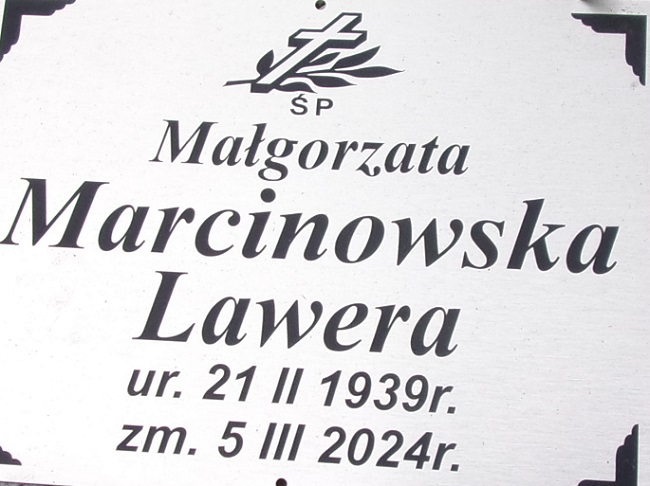 ŚP
Małgorzata
Marcinowska
Lawera
ur. 21 II 1939r.
zm. 5 III 2024r.